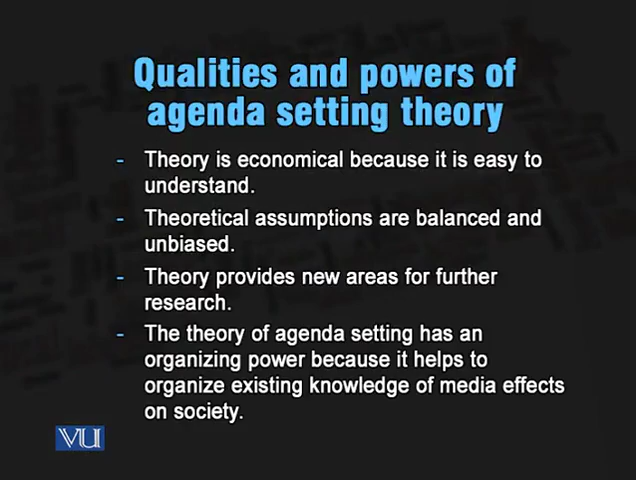 Qualities and powers of
agenda setting theory
- Theory is economical because it is easy to
understand.
- Theoretical assumptions are balanced and
unbiased.
- Theory provides new areas for further
research.
- The theory of agenda setting has an
organizing power because it helps to
organize existing knowledge of media effects
on society.
VU